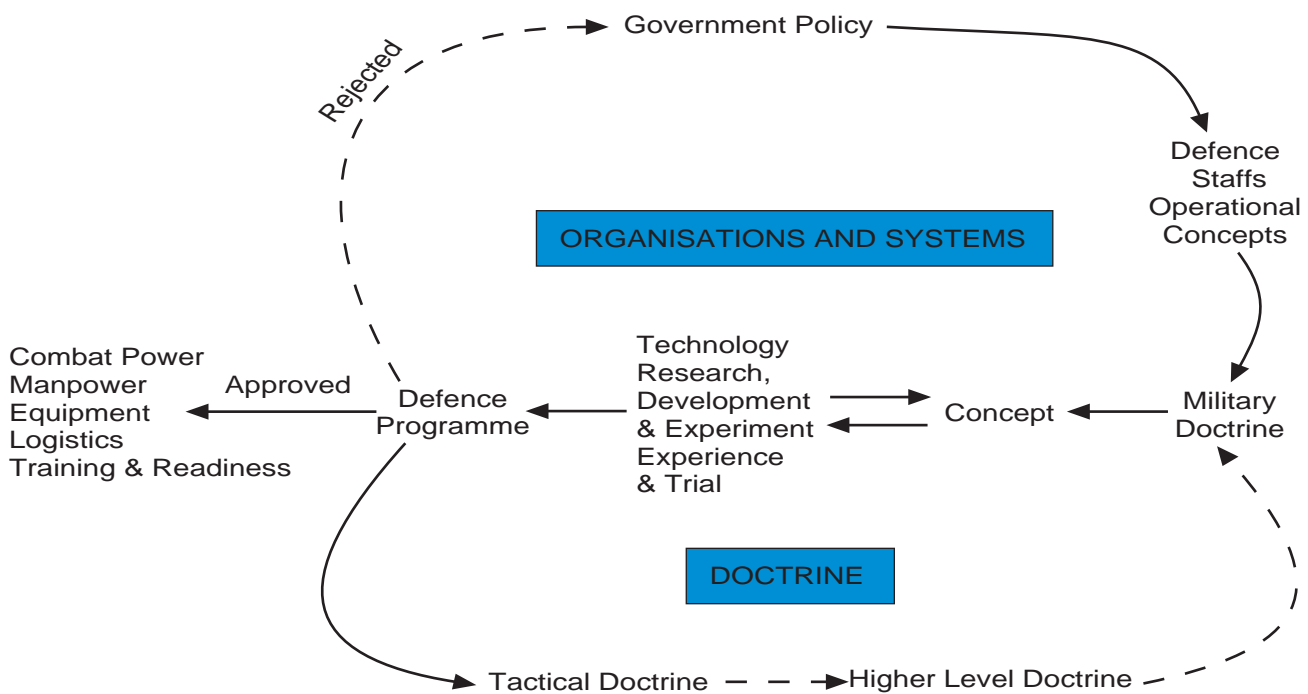 Government Policy
Rejected
Defence
Staffs
Operational
Concepts
ORGANISATIONS AND SYSTEMS
Combat Power
Manpower
Equipment
Logistics
Training & Readiness
Approved
Defence
Programme
Technology
Research,
Development
& Experiment
Experience
& Trial
Concept
Military
Doctrine
DOCTRINE
Tactical Doctrine
Higher Level Doctrine